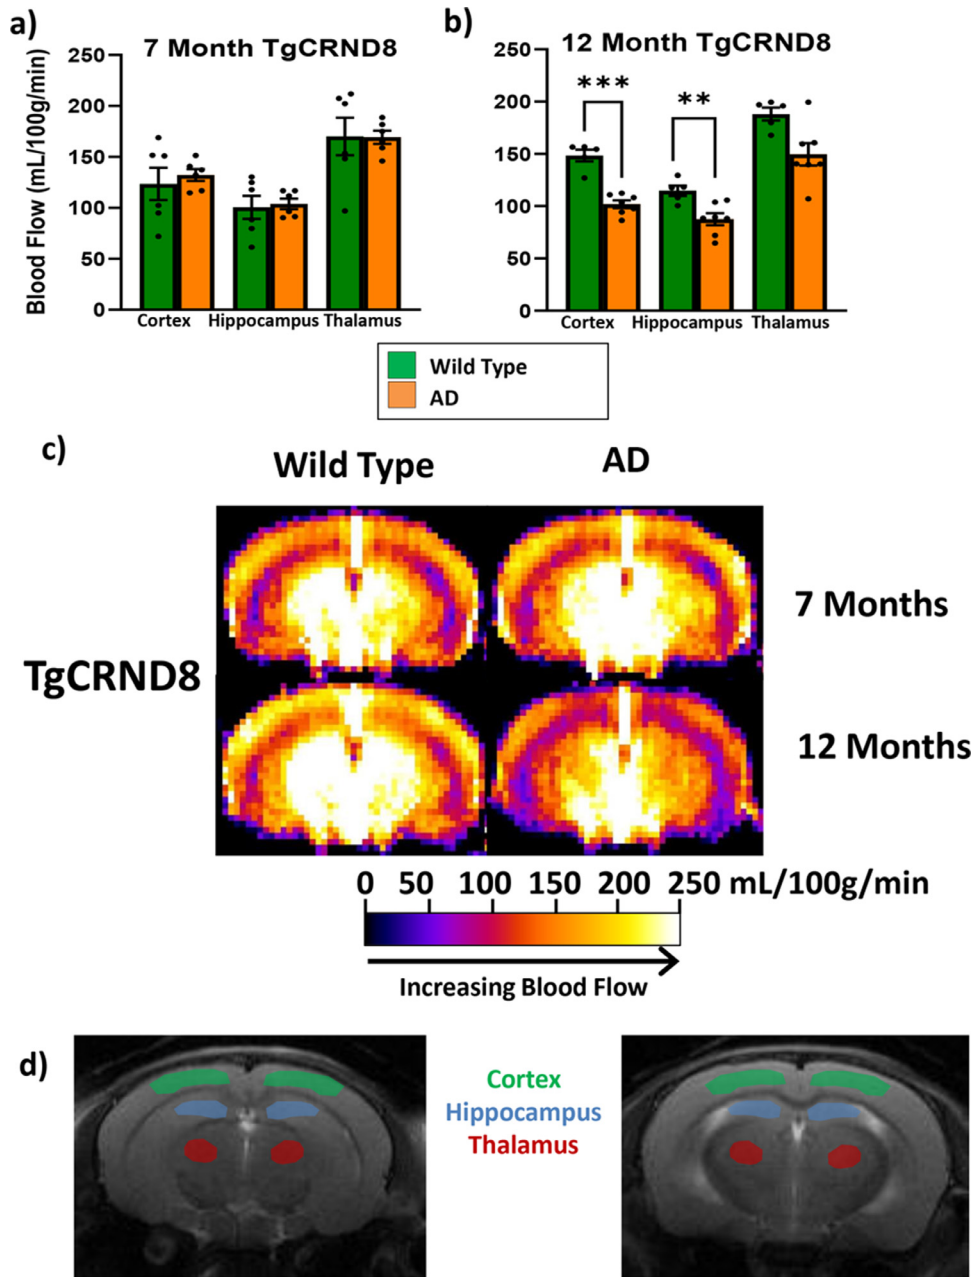 a)
7 Month TgCRND8
Blood Flow (mL/100g/min)
250
200
150
100
50
0
Cortex Hippocampus Thalamus
b)
12 Month TgCRND8
250
200
150
100
50
0
***
**
Cortex Hippocampus Thalamus
Wild Type
AD
c)
Wild Type AD
TgCRND8
7 Months
12 Months
0 50 100 150 200 250 mL/100g/min
Increasing Blood Flow
d)
Cortex
Hippocampus
Thalamus